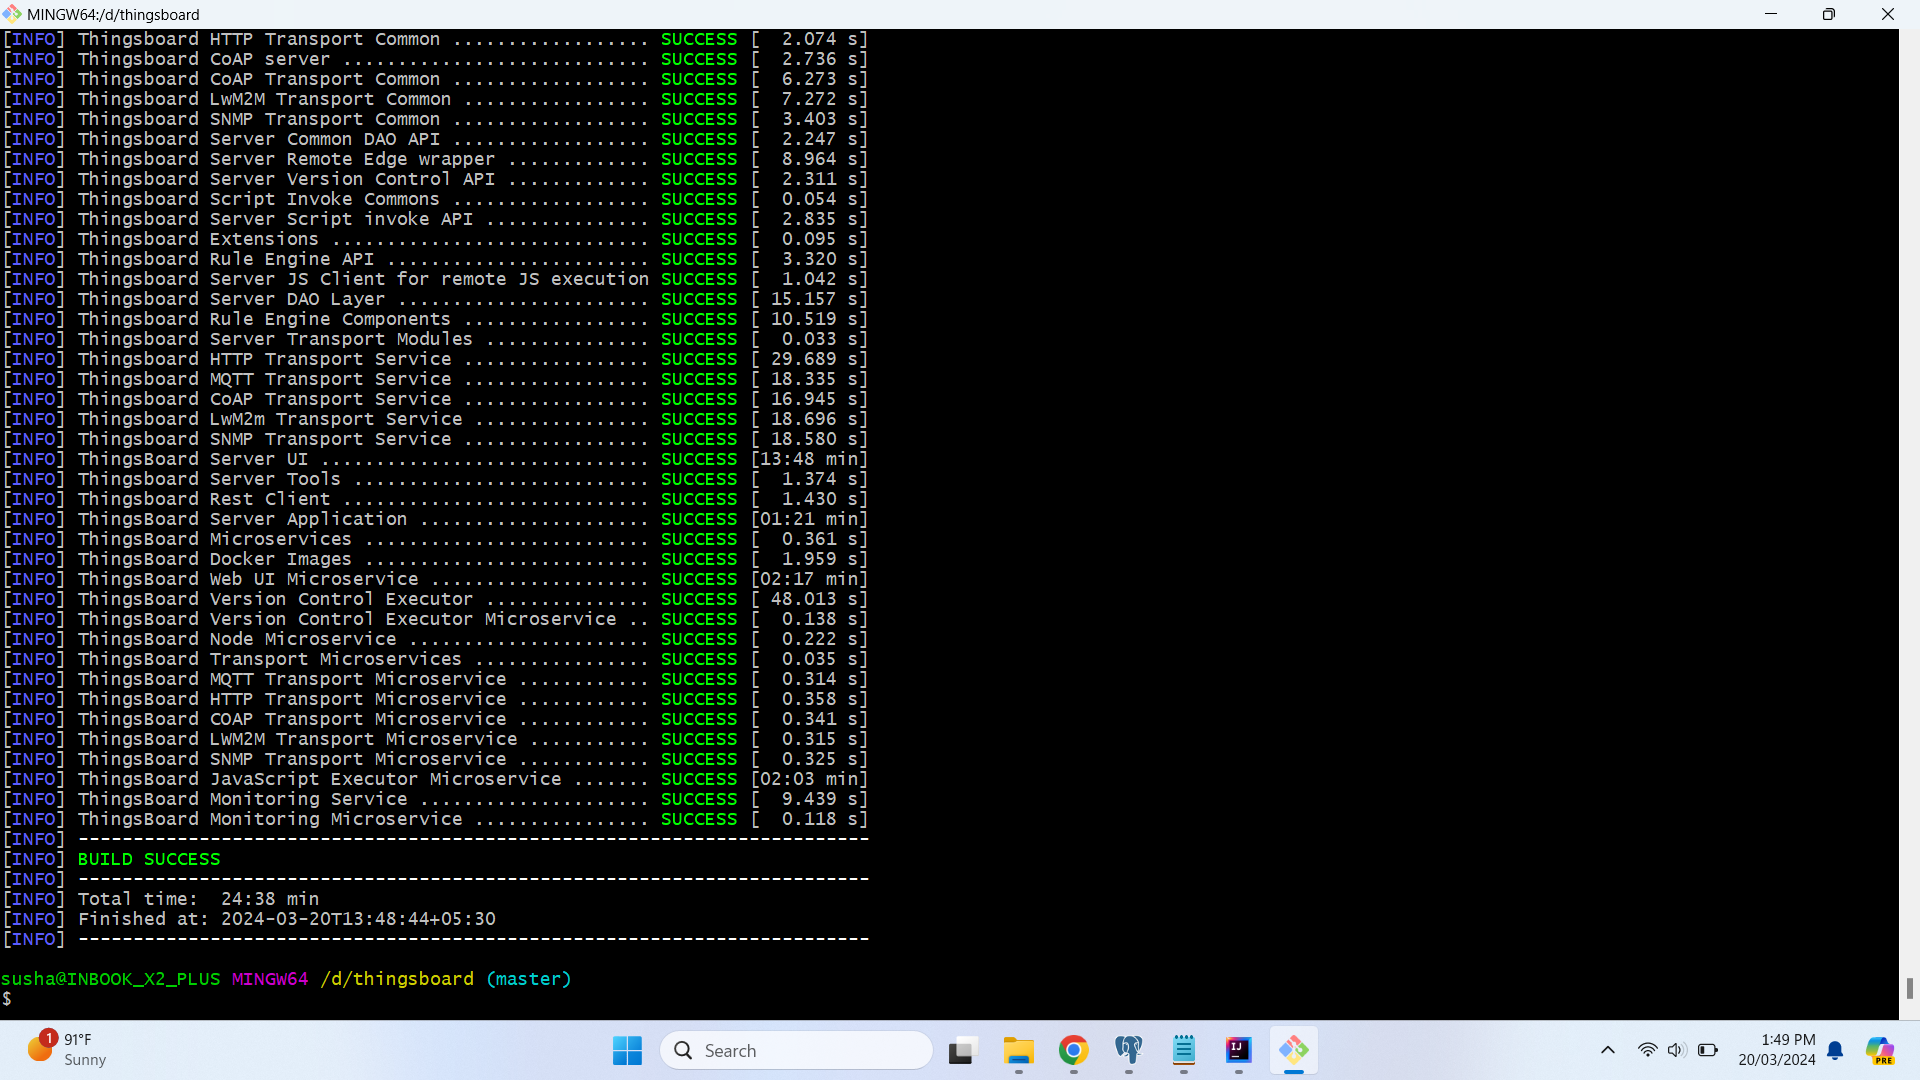 MINGW64:/d/thingsboard
[INFO] Thingsboard HTTP Transport Common .................. SUCCESS [  2.074 s]
[INFO] Thingsboard CoAP server ............................ SUCCESS [  2.736 s]
[INFO] Thingsboard CoAP Transport Common .................. SUCCESS [  6.273 s]
[INFO] Thingsboard LwM2M Transport Common ................. SUCCESS [  7.272 s]
[INFO] Thingsboard SNMP Transport Common .................. SUCCESS [  3.403 s]
[INFO] Thingsboard Server Common DAO API .................. SUCCESS [  2.247 s]
[INFO] Thingsboard Server Remote Edge wrapper ............. SUCCESS [  8.964 s]
[INFO] Thingsboard Server Version Control API ............. SUCCESS [  2.311 s]
[INFO] Thingsboard Script Invoke Commons .................. SUCCESS [  0.054 s]
[INFO] Thingsboard Server Script invoke API ............... SUCCESS [  2.835 s]
[INFO] Thingsboard Extensions ............................. SUCCESS [  0.095 s]
[INFO] Thingsboard Rule Engine API ........................ SUCCESS [  3.320 s]
[INFO] Thingsboard Server JS Client for remote JS execution SUCCESS [  1.042 s]
[INFO] Thingsboard Server DAO Layer ....................... SUCCESS [ 15.157 s]
[INFO] Thingsboard Rule Engine Components ................. SUCCESS [ 10.519 s]
[INFO] Thingsboard Server Transport Modules ............... SUCCESS [  0.033 s]
[INFO] Thingsboard HTTP Transport Service ................. SUCCESS [ 29.689 s]
[INFO] Thingsboard MQTT Transport Service ................. SUCCESS [ 18.335 s]
[INFO] Thingsboard CoAP Transport Service ................. SUCCESS [ 16.945 s]
[INFO] Thingsboard LwM2m Transport Service ................ SUCCESS [ 18.696 s]
[INFO] Thingsboard SNMP Transport Service ................. SUCCESS [ 18.580 s]
[INFO] ThingsBoard Server UI .............................. SUCCESS [13:48 min]
[INFO] Thingsboard Server Tools ........................... SUCCESS [  1.374 s]
[INFO] Thingsboard Rest Client ............................ SUCCESS [  1.430 s]
[INFO] ThingsBoard Server Application ..................... SUCCESS [01:21 min]
[INFO] ThingsBoard Microservices .......................... SUCCESS [  0.361 s]
[INFO] ThingsBoard Docker Images .......................... SUCCESS [  1.959 s]
[INFO] ThingsBoard Web UI Microservice .................... SUCCESS [02:17 min]
[INFO] ThingsBoard Version Control Executor ............... SUCCESS [ 48.013 s]
[INFO] ThingsBoard Version Control Executor Microservice .. SUCCESS [  0.138 s]
[INFO] ThingsBoard Node Microservice ...................... SUCCESS [  0.222 s]
[INFO] ThingsBoard Transport Microservices ................ SUCCESS [  0.035 s]
[INFO] ThingsBoard MQTT Transport Microservice ............ SUCCESS [  0.314 s]
[INFO] ThingsBoard HTTP Transport Microservice ............ SUCCESS [  0.358 s]
[INFO] ThingsBoard COAP Transport Microservice ............ SUCCESS [  0.341 s]
[INFO] ThingsBoard LWM2M Transport Microservice ........... SUCCESS [  0.315 s]
[INFO] ThingsBoard SNMP Transport Microservice ............ SUCCESS [  0.325 s]
[INFO] ThingsBoard JavaScript Executor Microservice ....... SUCCESS [02:03 min]
[INFO] ThingsBoard Monitoring Service ..................... SUCCESS [  9.439 s]
[INFO] ThingsBoard Monitoring Microservice ................ SUCCESS [  0.118 s]
[INFO] ------------------------------------------------------------------------
[INFO] BUILD SUCCESS
[INFO] ------------------------------------------------------------------------
[INFO] Total time:  24:38 min
[INFO] Finished at: 2024-03-20T13:48:44+05:30
[INFO] ------------------------------------------------------------------------
susha@INBOOK_X2_PLUS MINGW64 /d/thingsboard (master)
$
1
91°F
Sunny
Search
IJ
1:49 PM
20/03/2024
PRE